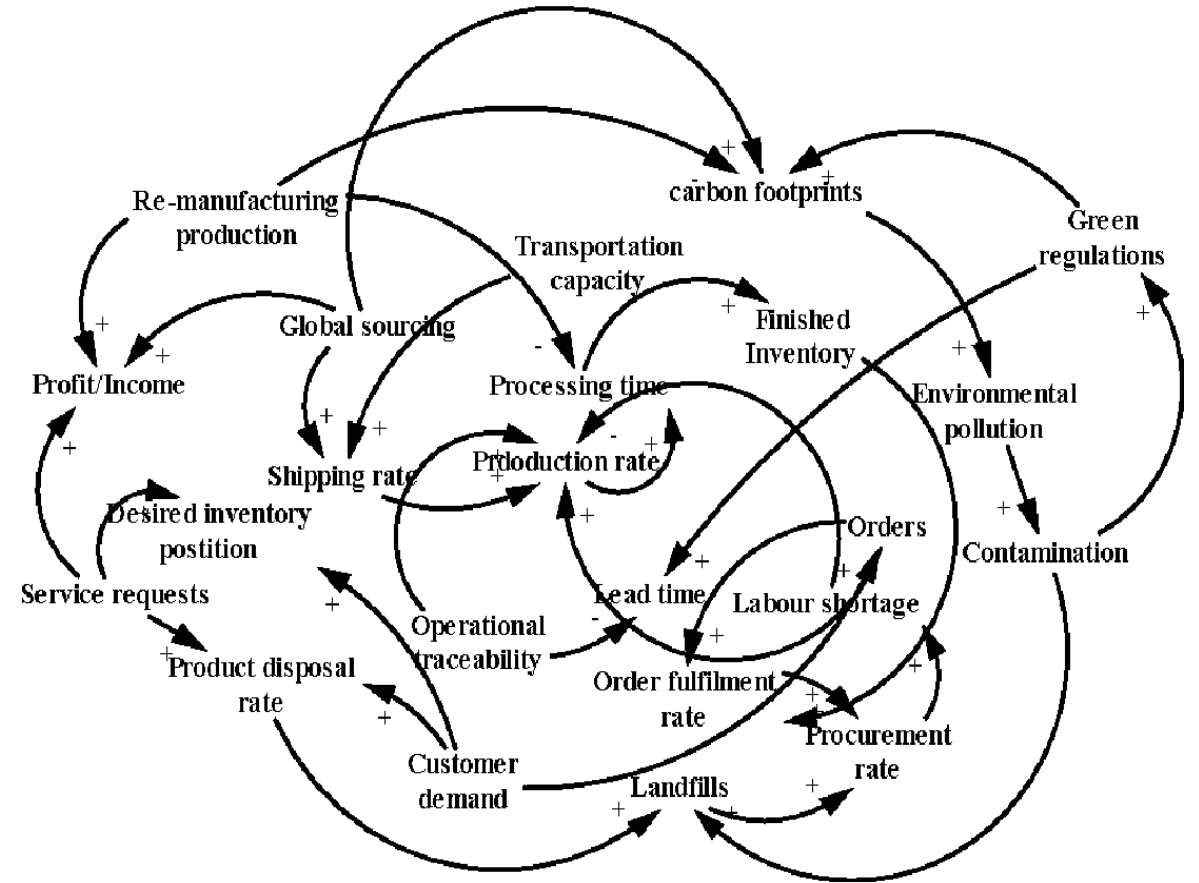 carbon footprints
Re-manufacturing
production
Green
regulations
Transportation
capacity
Global sourcing
Finished
Inventory
Profit/Income
Processing time
Environmental
pollution
Shipping rate
Prdoduction rate
Desired inventory
postition
Orders
Contamination
Service requests
Lead time
Labour shortage
Operational
traceability
Product disposal
rate
Order fulfilment
rate
Procurement
rate
Customer
demand
Landfills